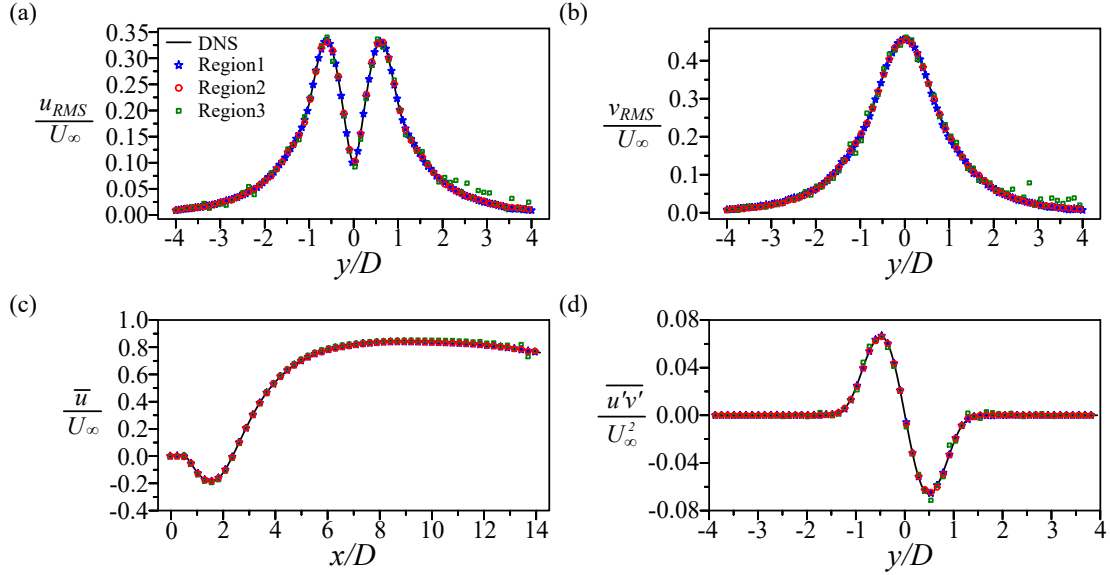 (a)
0.35
0.30
0.25
0.20
0.15
0.10
0.05
0.00
u_RMS
U∞
DNS
Region1
Region2
Region3
-4 -3 -2 -1 0 1 2 3 4
y/D
(b)
0.4
0.3
0.2
0.1
0.0
v_RMS
U∞
-4 -3 -2 -1 0 1 2 3 4
y/D
(c)
1.0
0.8
0.6
0.4
0.2
0.0
-0.2
-0.4
u̅
U∞
0 2 4 6 8 10 12 14
x/D
(d)
0.08
0.04
0.00
-0.04
-0.08
u'v'
U∞²
-4 -3 -2 -1 0 1 2 3 4
y/D